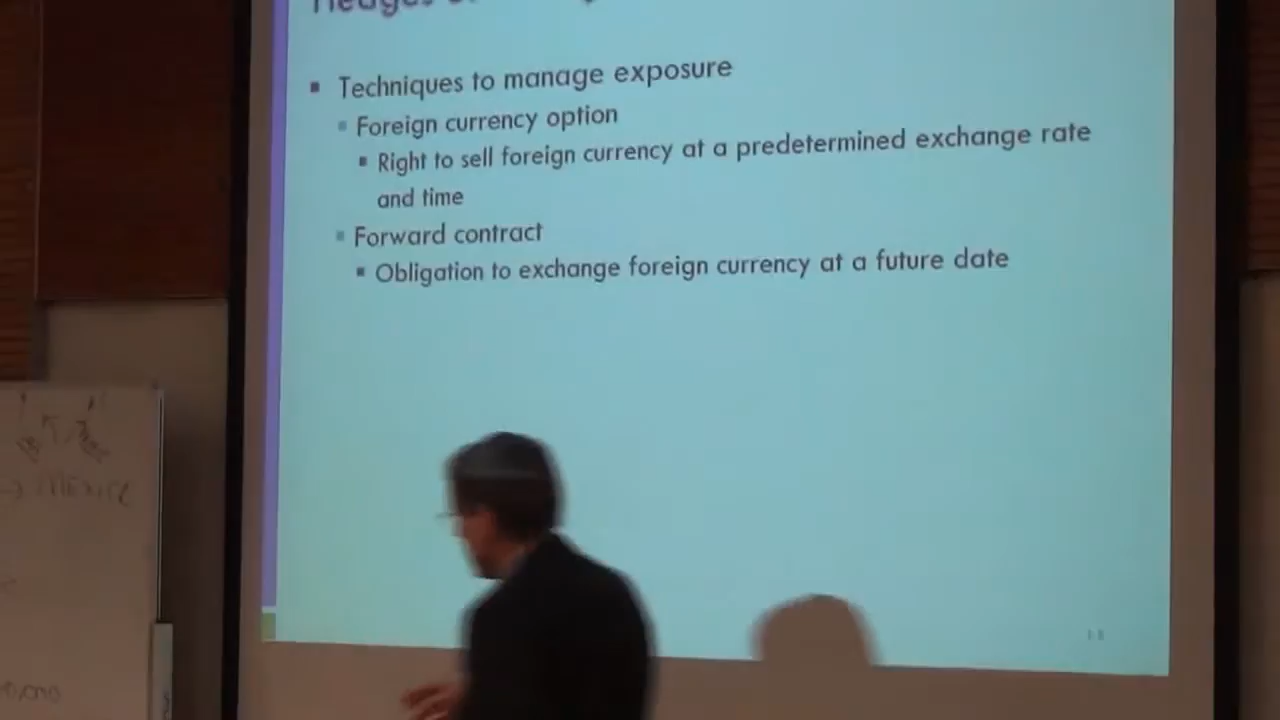 Hedges
Techniques to manage exposure
Foreign currency option
Right to sell foreign currency at a predetermined exchange rate
and time
Forward contract
Obligation to exchange foreign currency at a future date